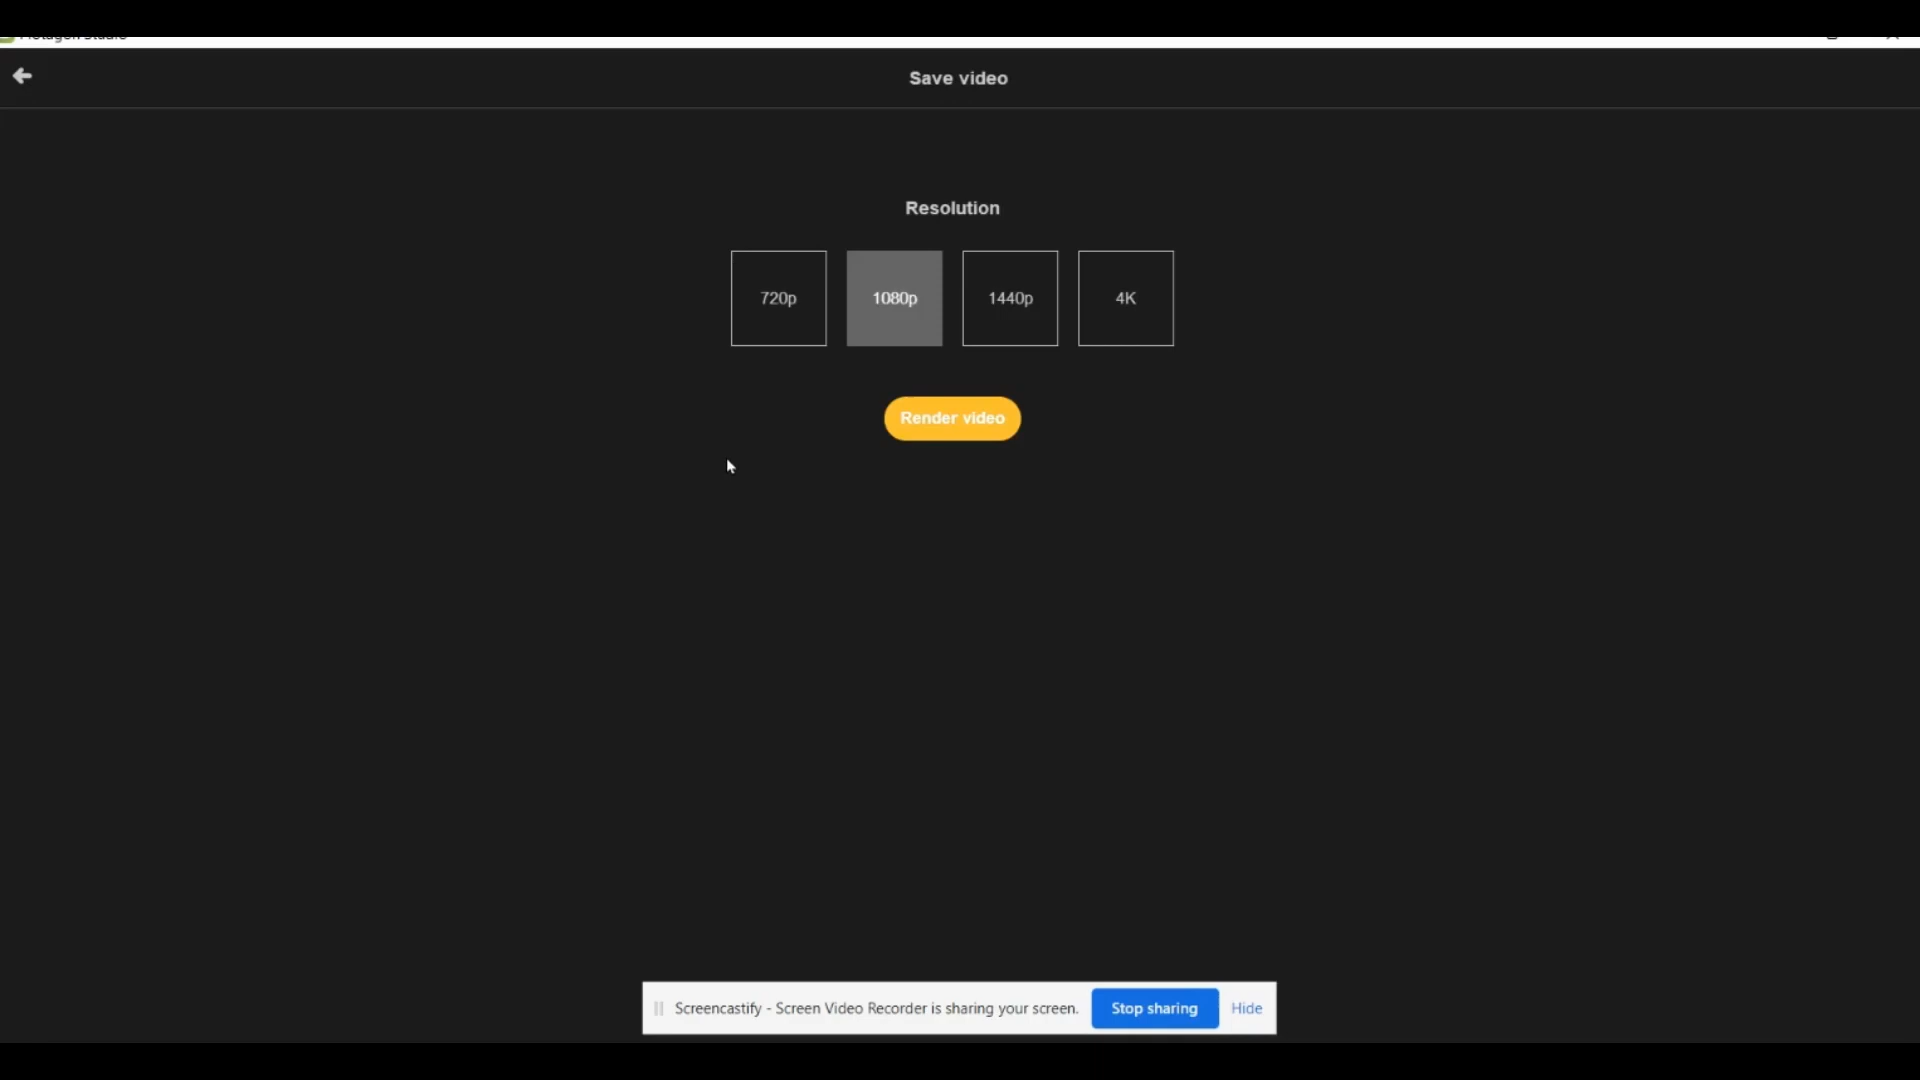 Save video
Resolution
720p 1080p 1440p 4K
Render video
Screencastify - Screen Video Recorder is sharing your screen. Stop sharing Hide